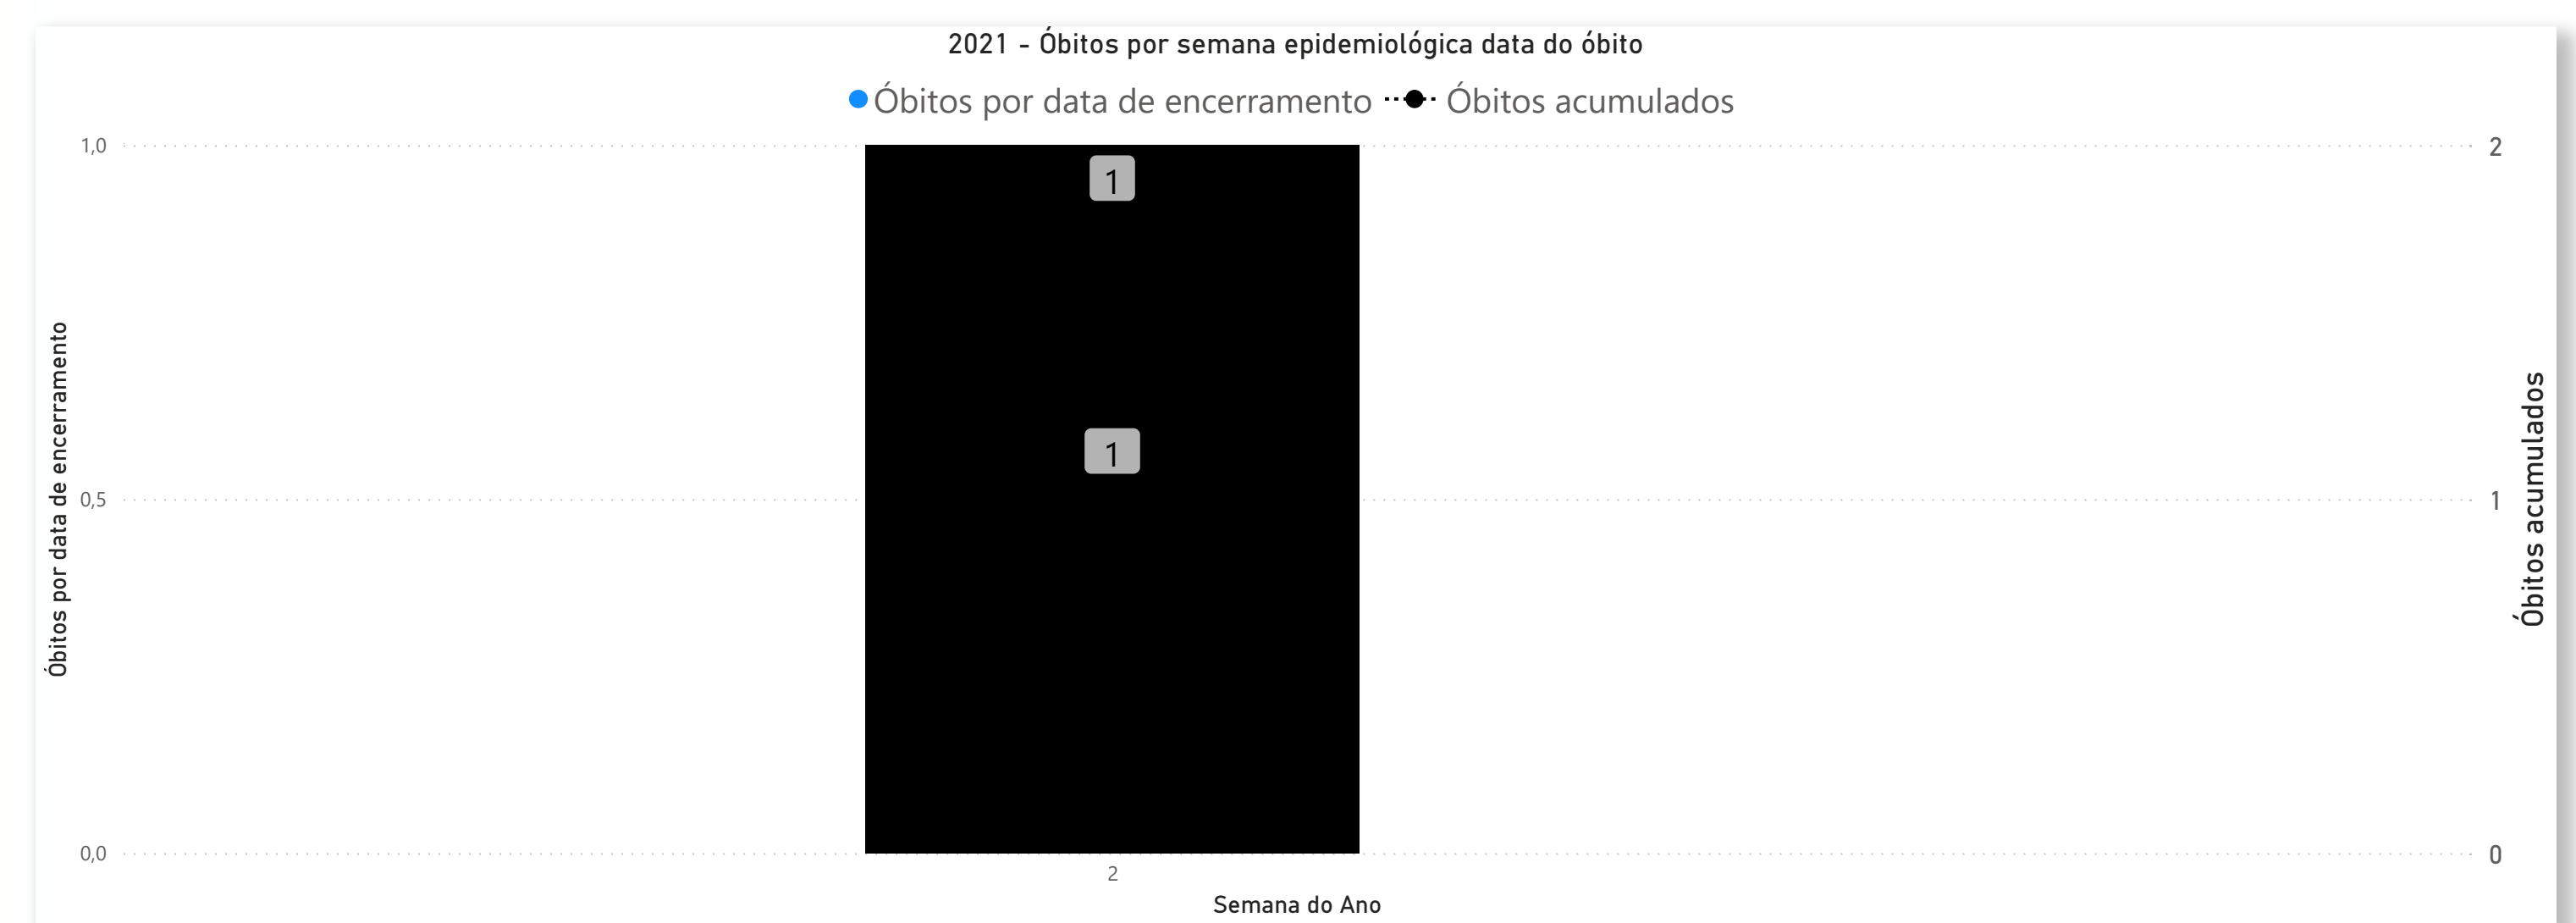 2021 - Óbitos por semana epidemiológica data do óbito
Óbitos por data de encerramento Óbitos acumulados
Óbitos por data de encerramento
1,0
0,5
0,0
1
1
2
1
0
Óbitos acumulados
2
Semana do Ano